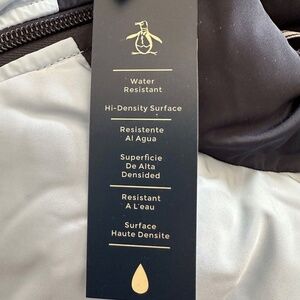 Water
Resistant
Hi-Density Surface
Resistente
Al Agua
Superficie
De Alta
Densided
Resistant
A L'eau
Surface
Haute Densite